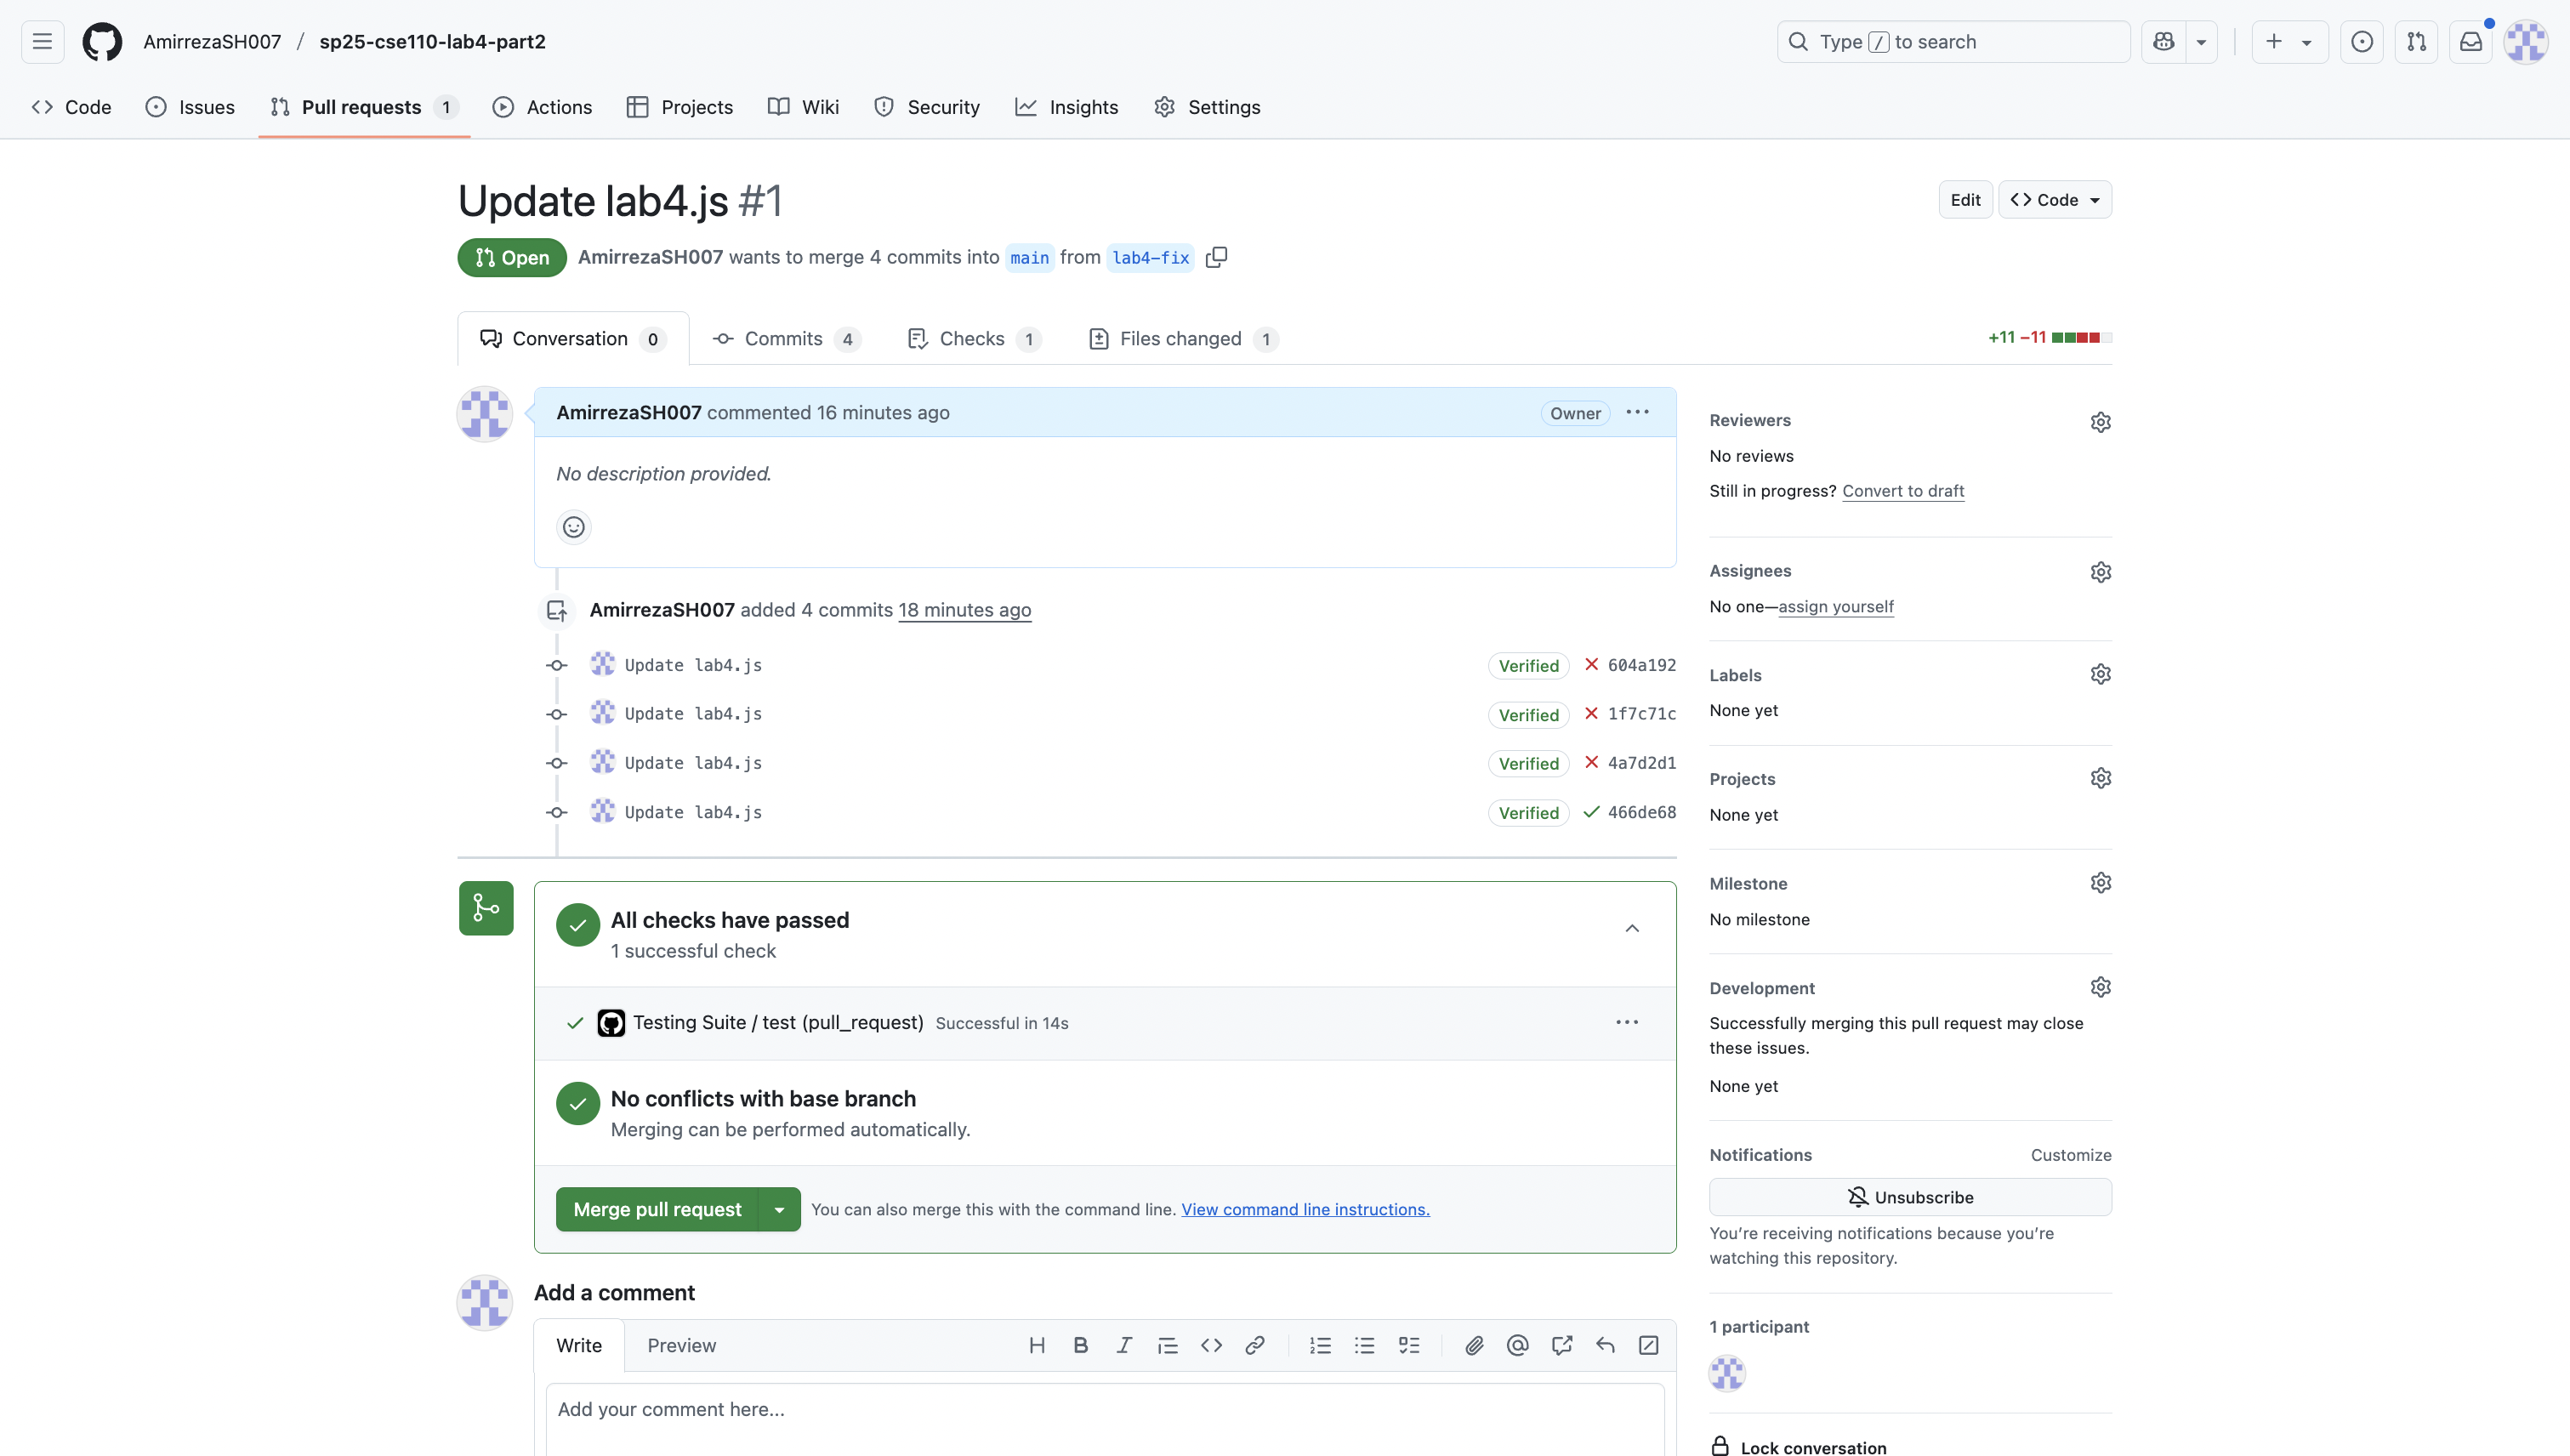 AmirrezaSH007 / sp25-cse110-lab4-part2
Type / to search
Code
Issues
Pull requests 1
Actions
Projects
Wiki
Security
Insights
Settings
Update lab4.js #1
Edit
Code
Open
AmirrezaSH007 wants to merge 4 commits into main from lab4-fix
Conversation 0
Commits 4
Checks 1
Files changed 1
+11 −11
AmirrezaSH007 commented 16 minutes ago
Owner
No description provided.
AmirrezaSH007 added 4 commits 18 minutes ago
Update lab4.js Verified 604a192
Update lab4.js Verified 1f7c71c
Update lab4.js Verified 4a7d2d1
Update lab4.js Verified 466de68
All checks have passed
1 successful check
Testing Suite / test (pull_request) Successful in 14s
No conflicts with base branch
Merging can be performed automatically.
Merge pull request
You can also merge this with the command line. View command line instructions.
Add a comment
Write
Preview
Add your comment here...
Reviewers
No reviews
Still in progress? Convert to draft
Assignees
No one—assign yourself
Labels
None yet
Projects
None yet
Milestone
No milestone
Development
Successfully merging this pull request may close
these issues.
None yet
Notifications
Customize
Unsubscribe
You're receiving notifications because you're
watching this repository.
1 participant
Lock conversation